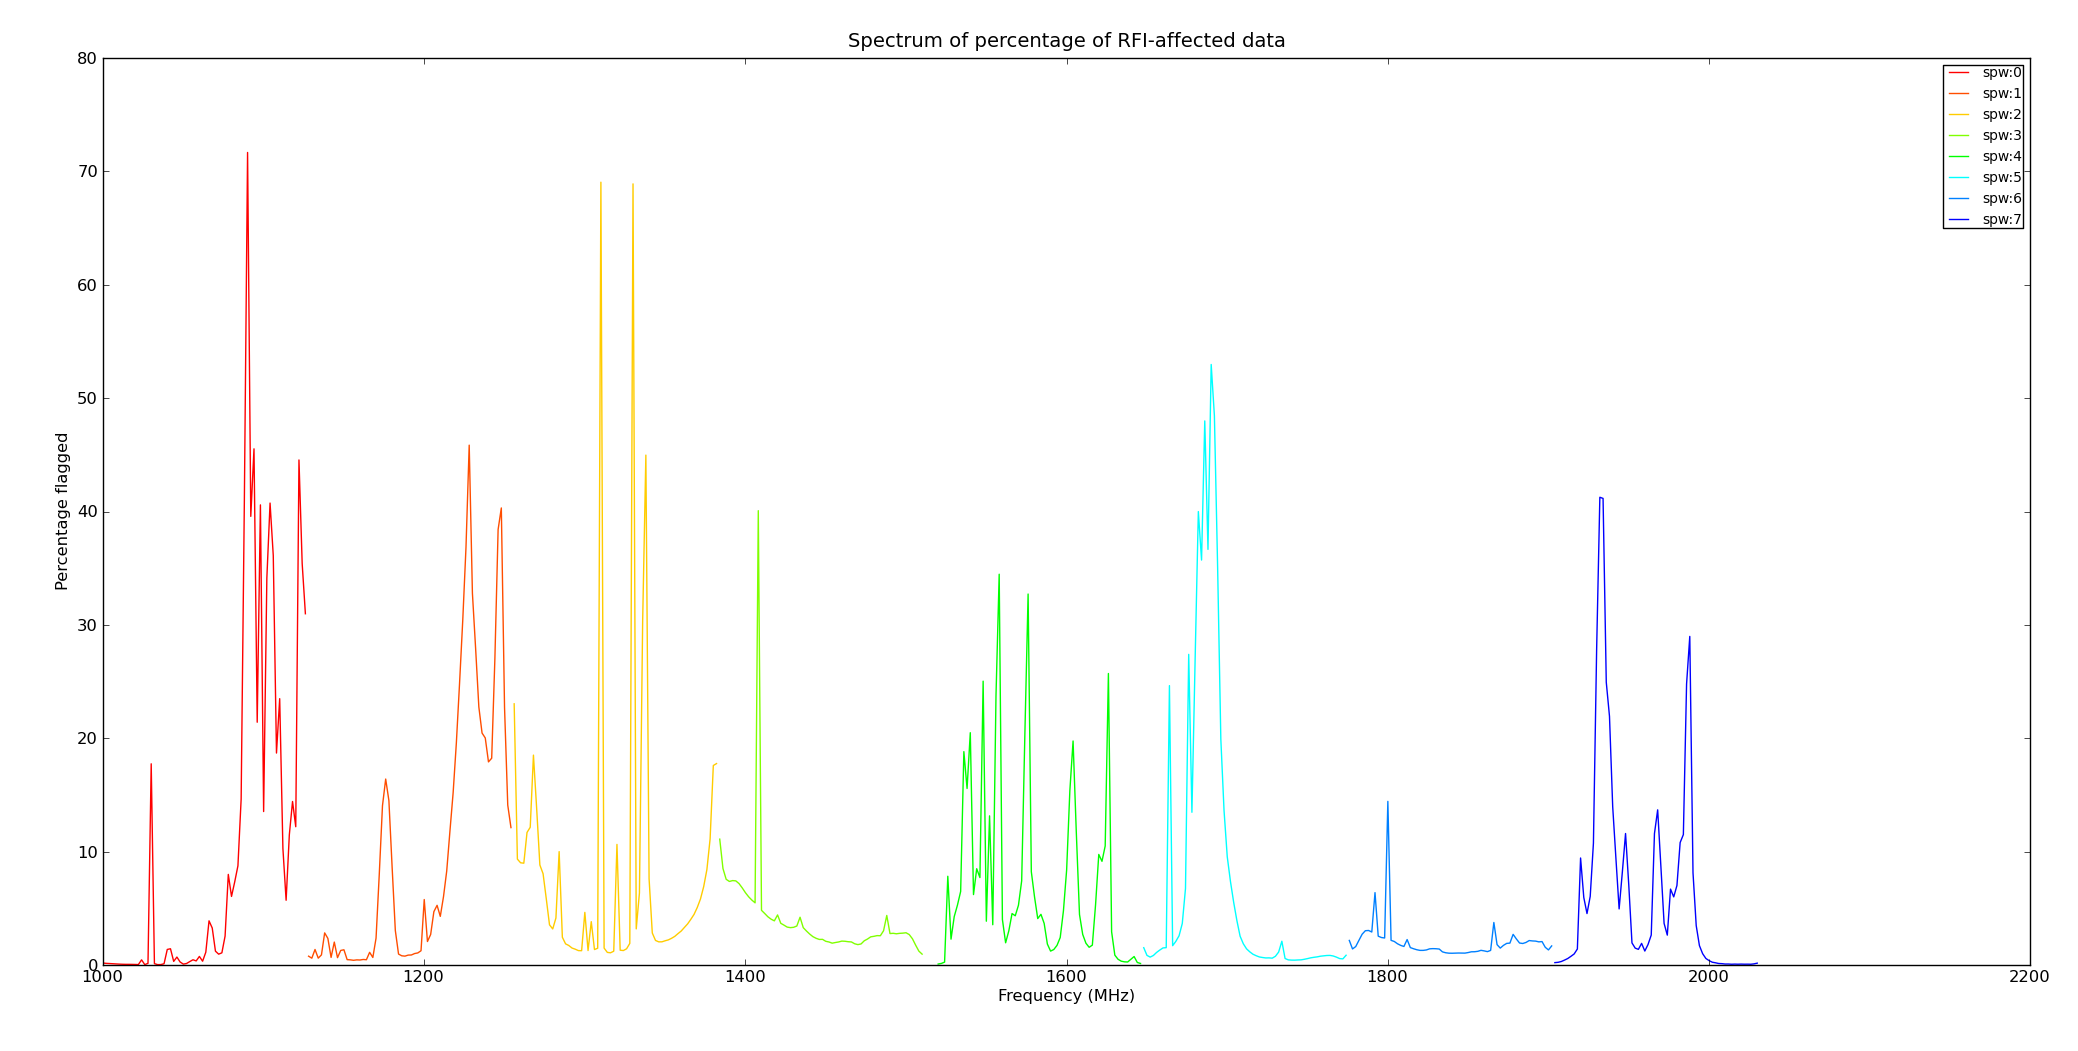 Spectrum of percentage of RFI-affected data
80
70
60
50
40
30
20
10
0
Percentage flagged
1000
1200
1400
1600
1800
2000
2200
Frequency (MHz)
spw:0
spw:1
spw:2
spw:3
spw:4
spw:5
spw:6
spw:7